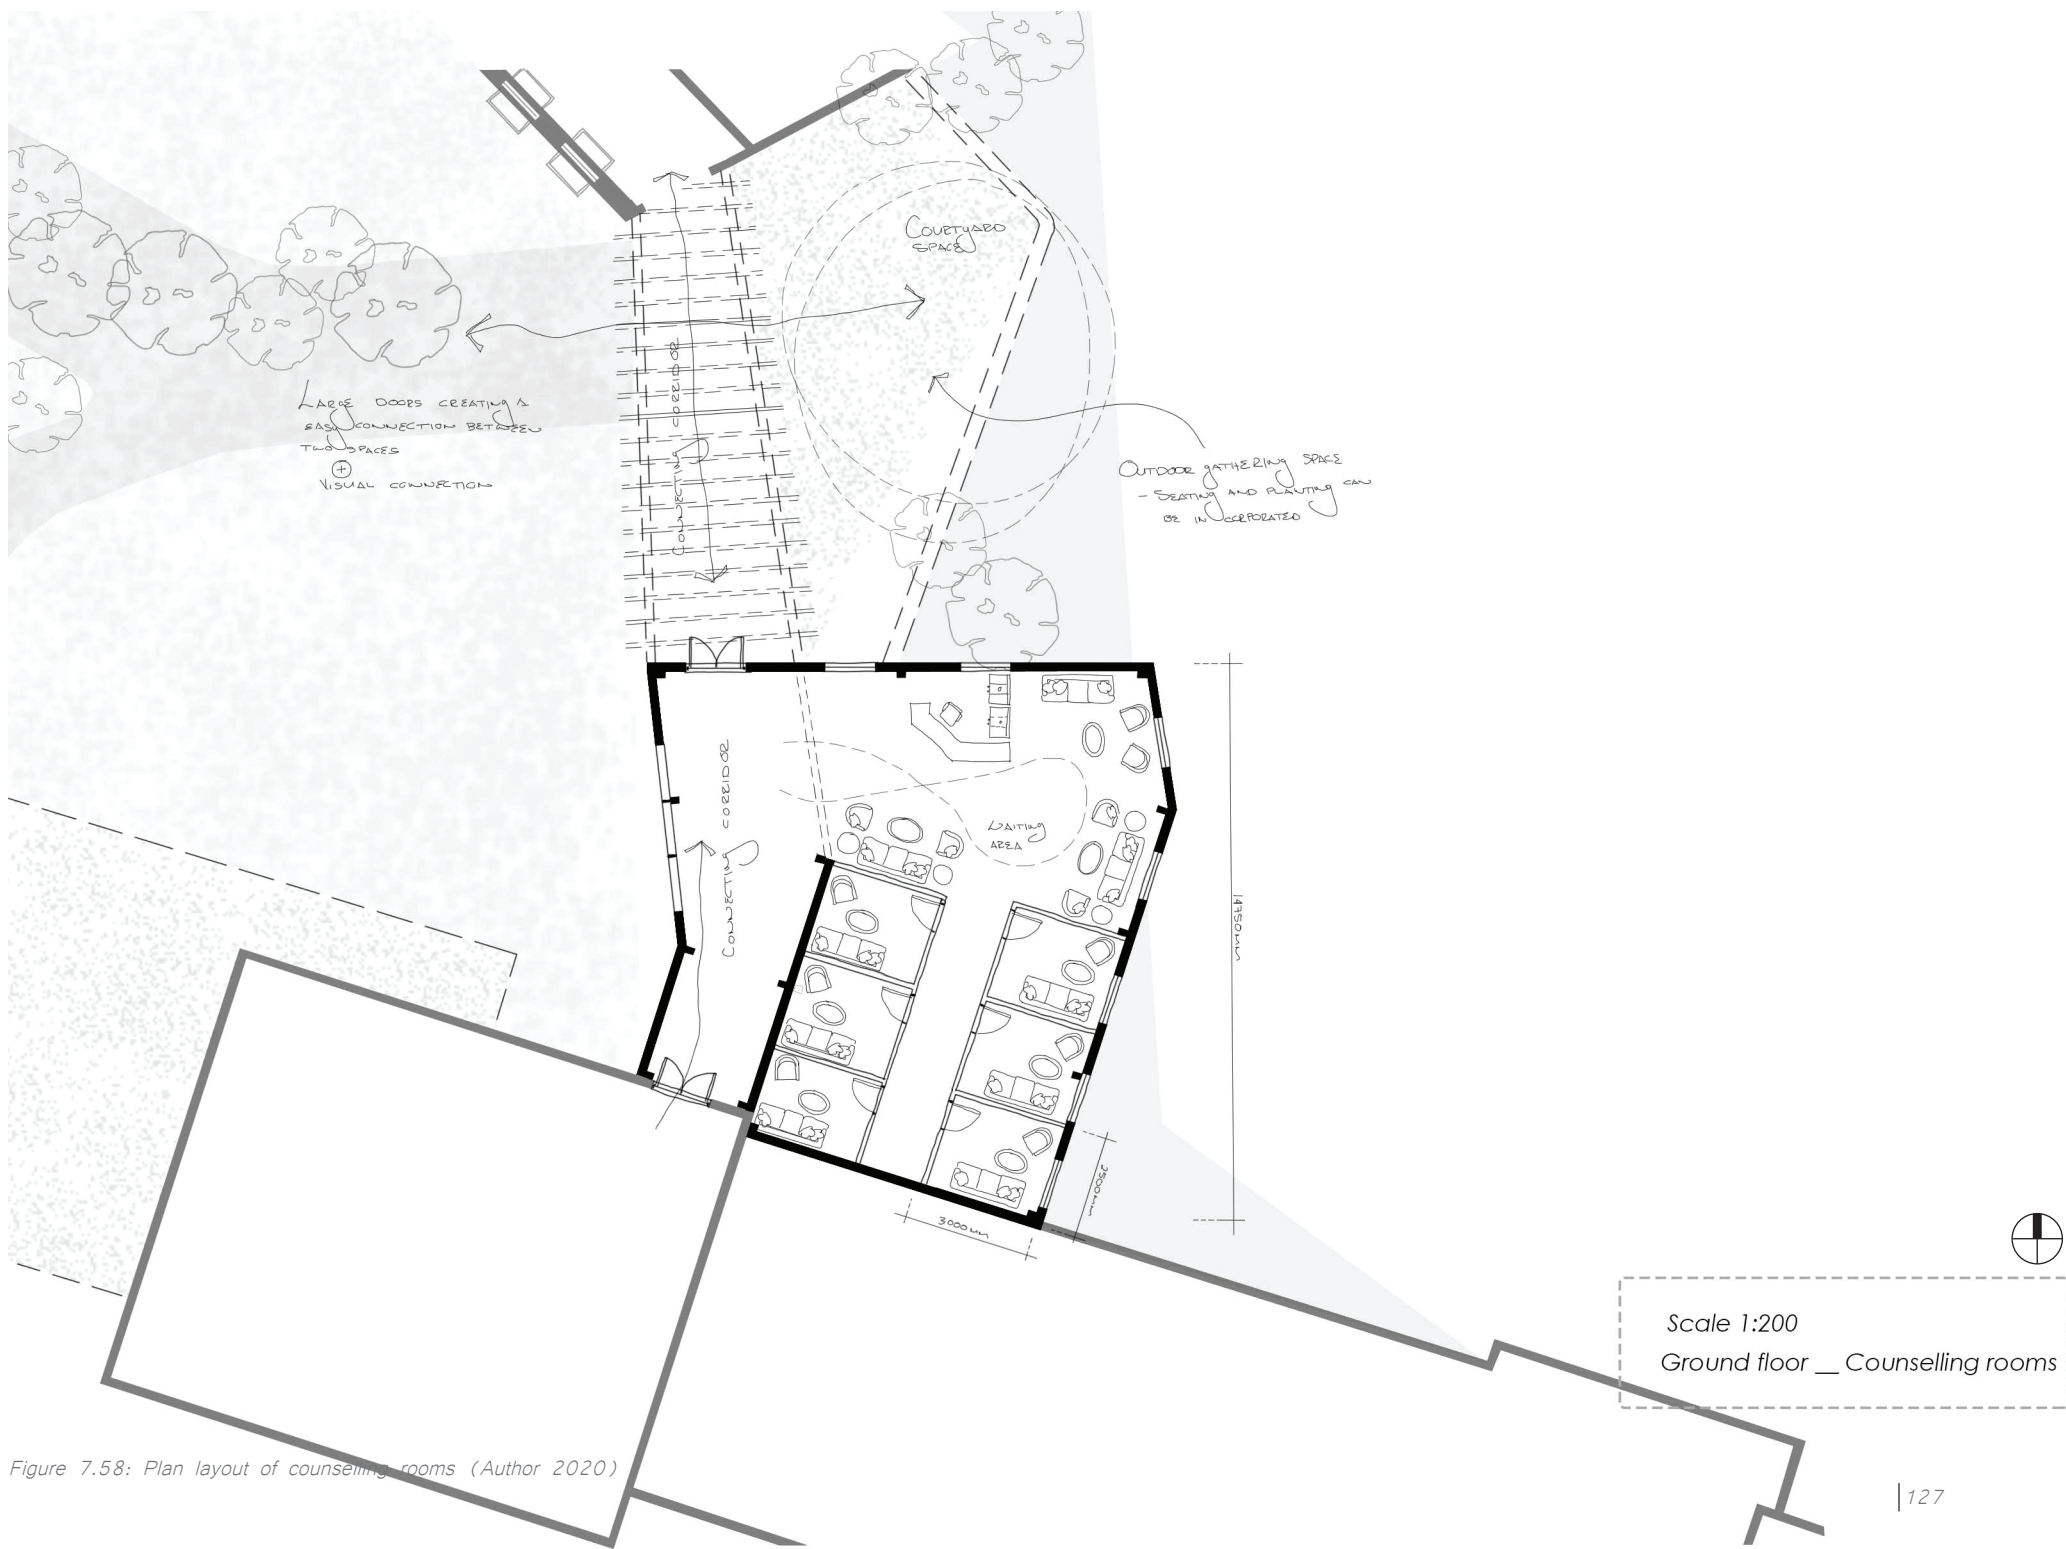 Courtyard
space
Connecting corridor
Large doors creating a
easy connection between
two spaces
+
Visual connection
Outdoor gathering space
- Seating and planting can
be incorporated
Connecting corridor
Waiting
area
14750mm
2500mm
3000mm
Scale 1:200
Ground floor __ Counselling rooms
Figure 7.58: Plan layout of counselling rooms (Author 2020)
|127